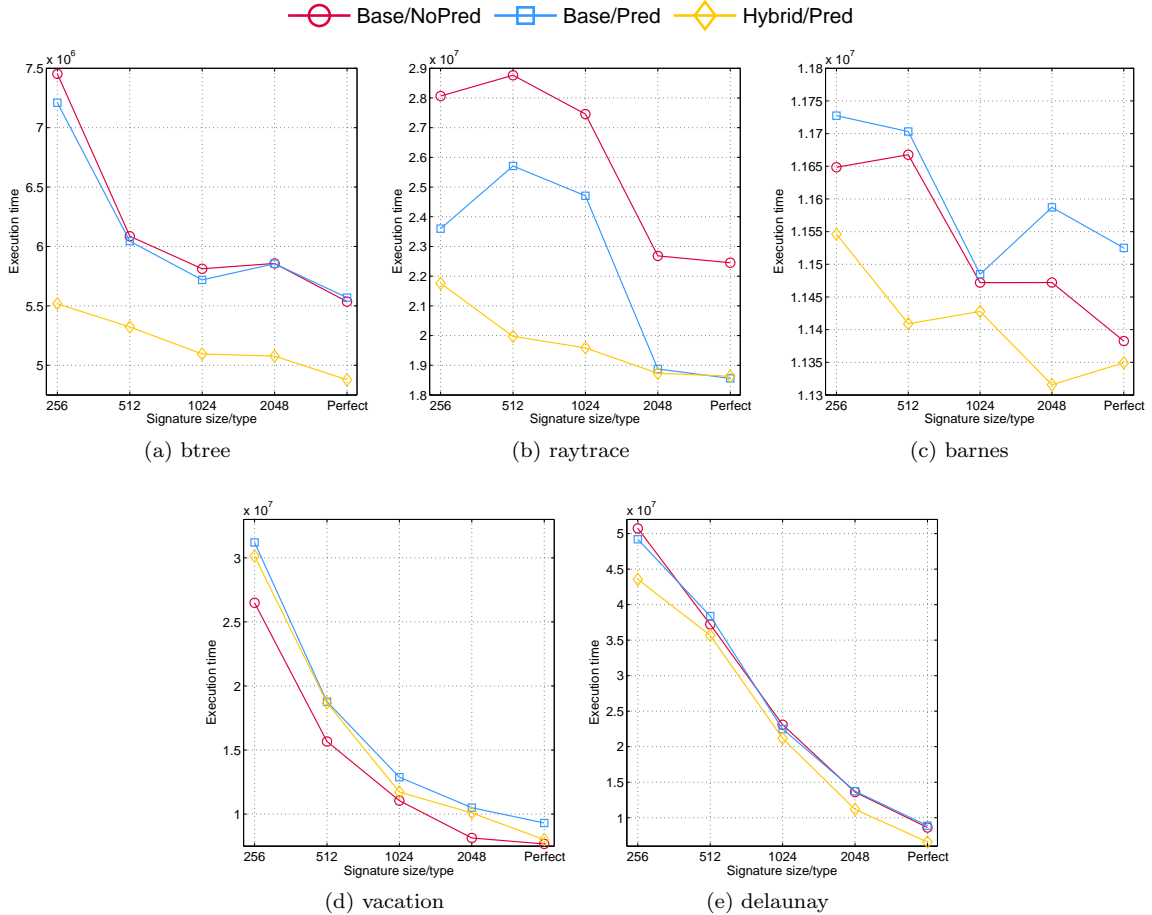 Base/NoPred Base/Pred Hybrid/Pred
x 10^6
7.5
7
6.5
6
5.5
5
Execution time
256 512 1024 2048 Perfect
Signature size/type
(a) btree
x 10^7
2.9
2.8
2.7
2.6
2.5
2.4
2.3
2.2
2.1
2
1.9
1.8
Execution time
256 512 1024 2048 Perfect
Signature size/type
(b) raytrace
x 10^7
1.18
1.175
1.17
1.165
1.16
1.155
1.15
1.145
1.14
1.135
1.13
Execution time
256 512 1024 2048 Perfect
Signature size/type
(c) barnes
x 10^7
3
2.5
2
1.5
1
Execution time
256 512 1024 2048 Perfect
Signature size/type
(d) vacation
x 10^7
5
4.5
4
3.5
3
2.5
2
1.5
1
Execution time
256 512 1024 2048 Perfect
Signature size/type
(e) delaunay